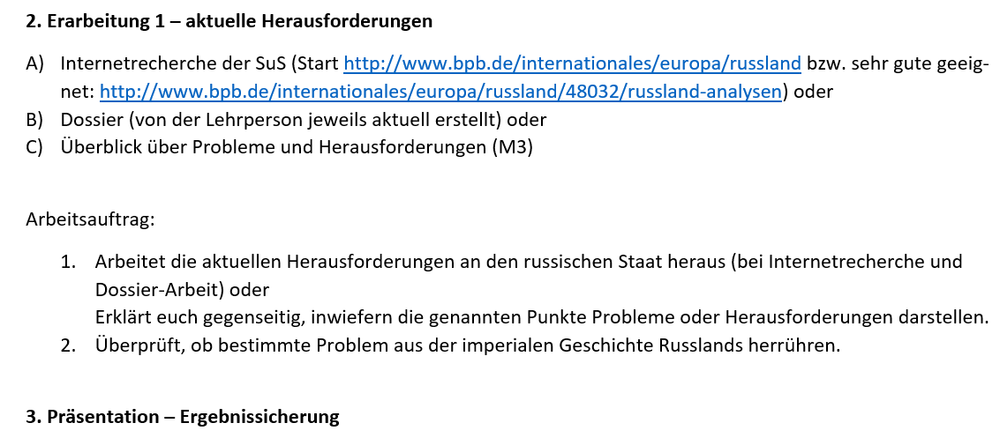 2. Erarbeitung 1 – aktuelle Herausforderungen
A) Internetrecherche der SuS (Start http://www.bpb.de/internationales/europa/russland bzw. sehr gute geeig-
net: http://www.bpb.de/internationales/europa/russland/48032/russland-analysen) oder
B) Dossier (von der Lehrperson jeweils aktuell erstellt) oder
C) Überblick über Probleme und Herausforderungen (M3)
Arbeitsauftrag:
1. Arbeitet die aktuellen Herausforderungen an den russischen Staat heraus (bei Internetrecherche und
Dossier-Arbeit) oder
Erklärt euch gegenseitig, inwiefern die genannten Punkte Probleme oder Herausforderungen darstellen.
2. Überprüft, ob bestimmte Problem aus der imperialen Geschichte Russlands herrühren.
3. Präsentation – Ergebnissicherung